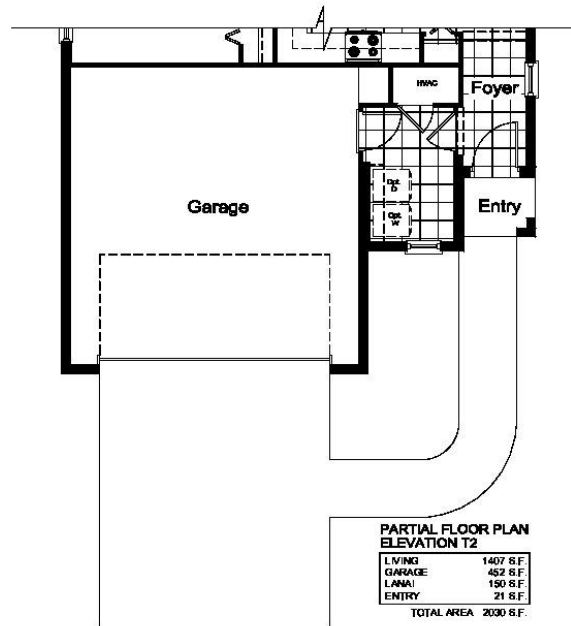 A
HVAC
Foyer
Opt.
D
Garage
Opt.
W
Entry
PARTIAL FLOOR PLAN
ELEVATION T2
LIVING 1407 S.F.
GARAGE 452 S.F.
LANAI 150 S.F.
ENTRY 21 S.F.
TOTAL AREA 2030 S.F.